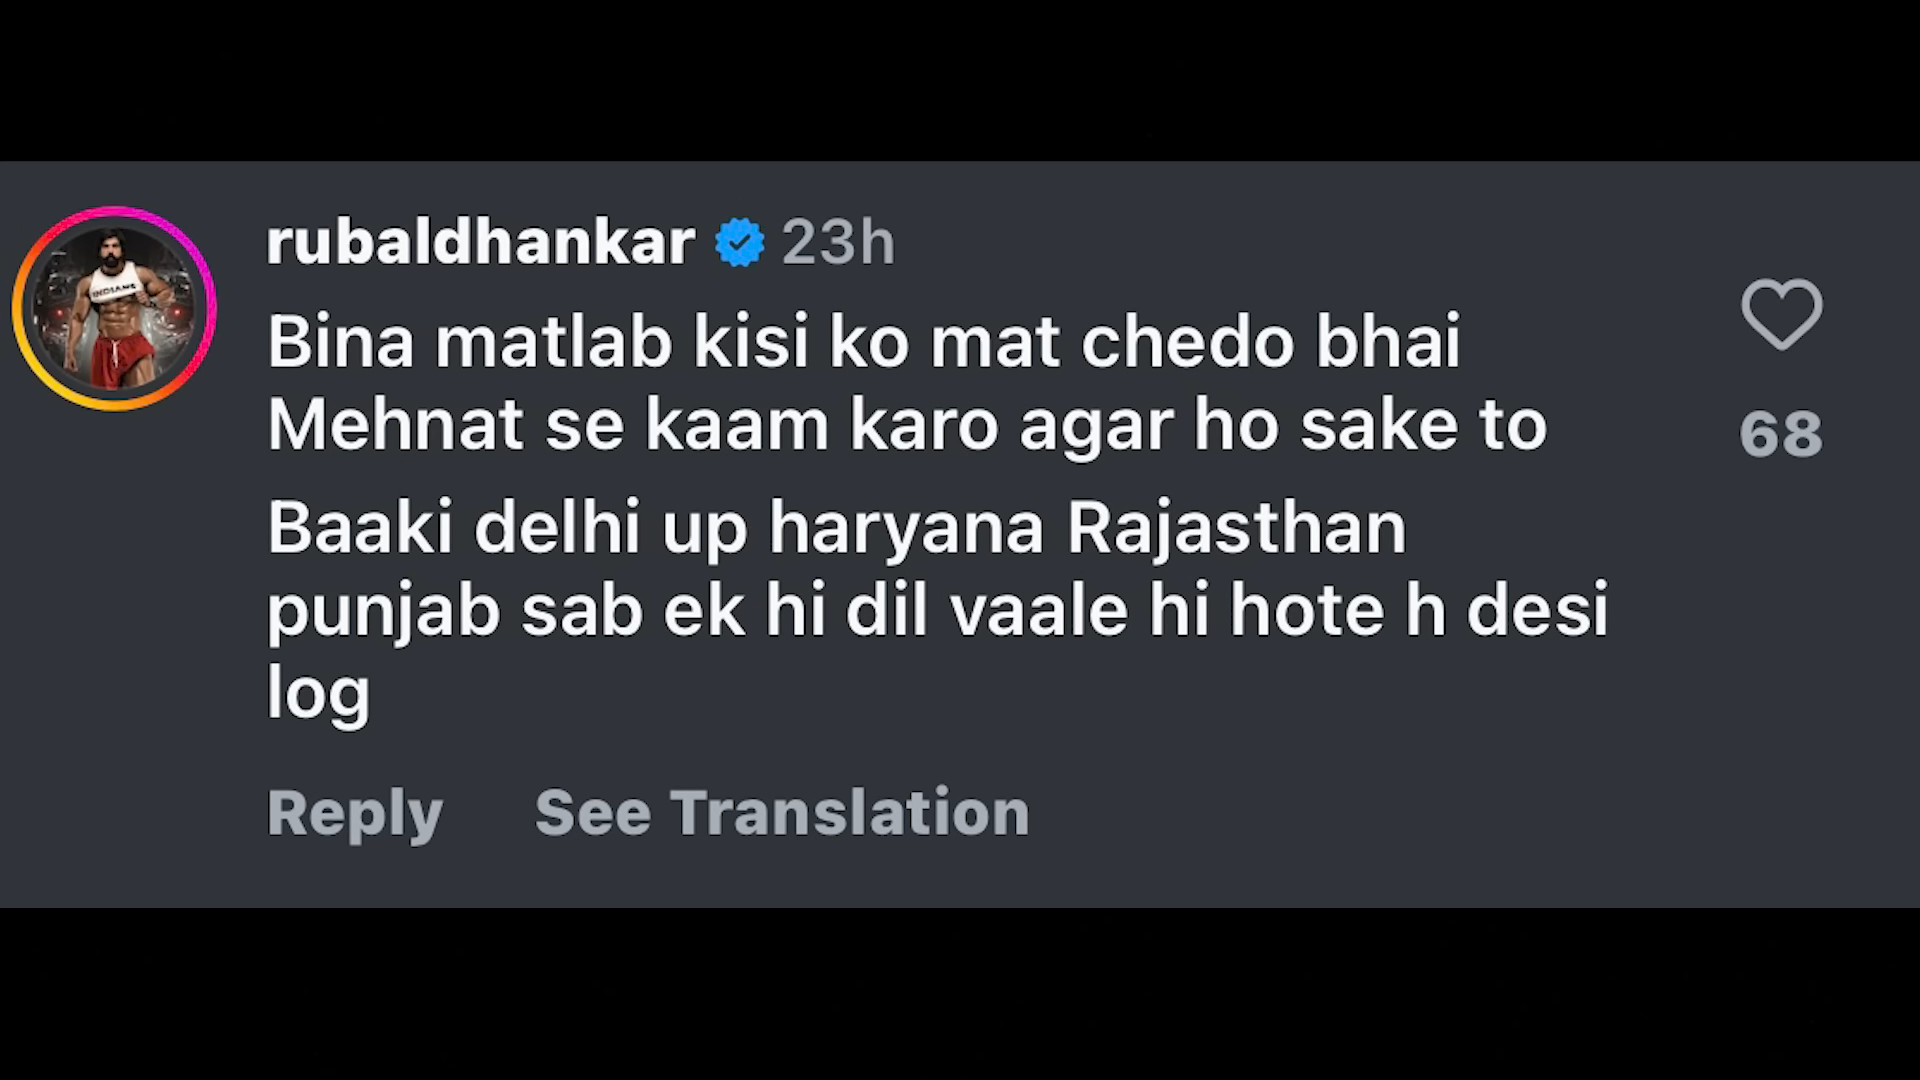 rubaldhankar 23h
Bina matlab kisi ko mat chedo bhai
Mehnat se kaam karo agar ho sake to
68
Baaki delhi up haryana Rajasthan
punjab sab ek hi dil vaale hi hote h desi
log
Reply See Translation
INDIANS